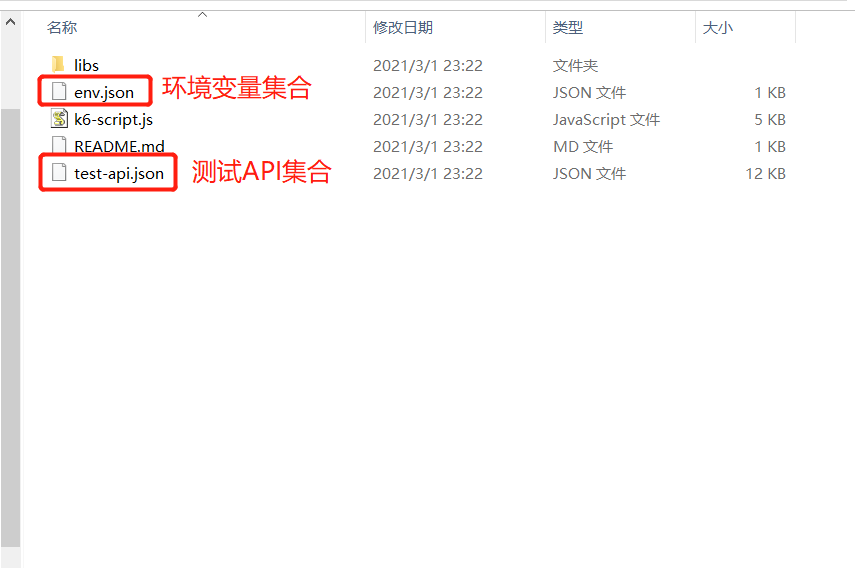 名称 修改日期 类型 大小
libs 2021/3/1 23:22 文件夹
env.json 环境变量集合 2021/3/1 23:22 JSON 文件 1 KB
k6-script.js 2021/3/1 23:22 JavaScript 文件 5 KB
README.md 2021/3/1 23:22 MD 文件 1 KB
test-api.json 测试API集合 2021/3/1 23:22 JSON 文件 12 KB